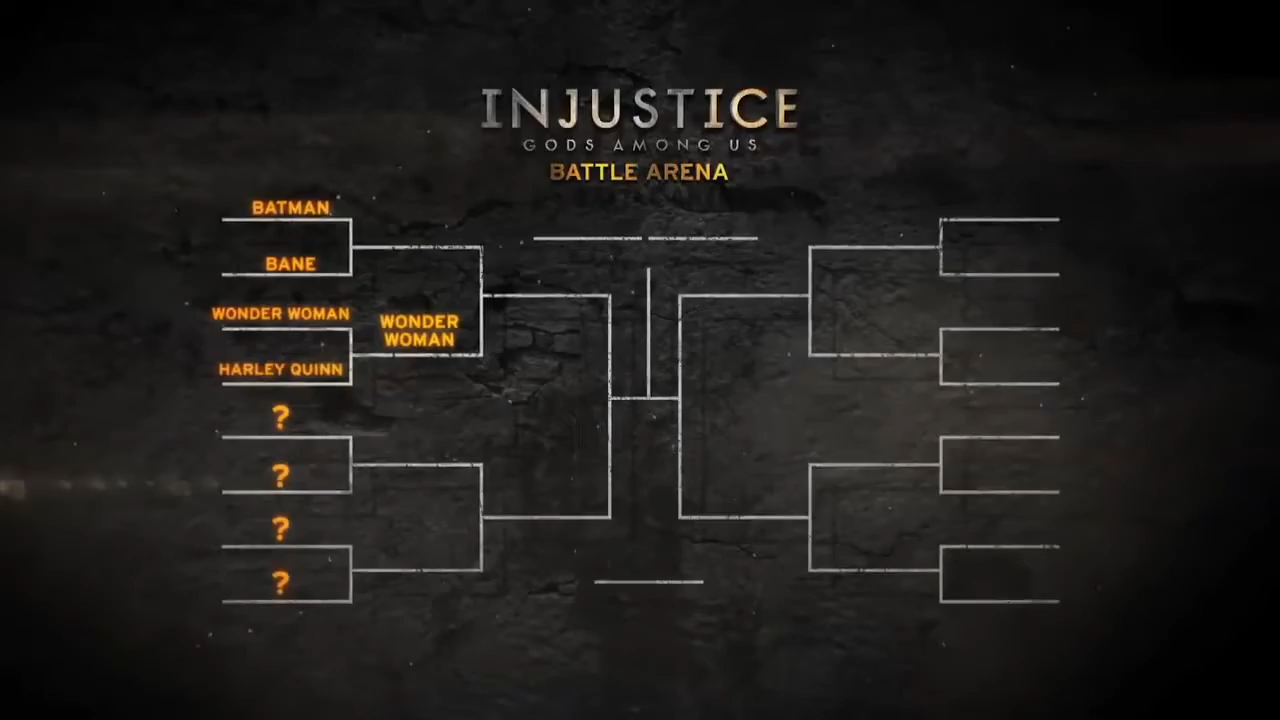 INJUSTICE
GODS AMONG US
BATTLE ARENA
BATMAN
BANE
WONDER WOMAN
WONDER
WOMAN
HARLEY QUINN
?
?
?
?